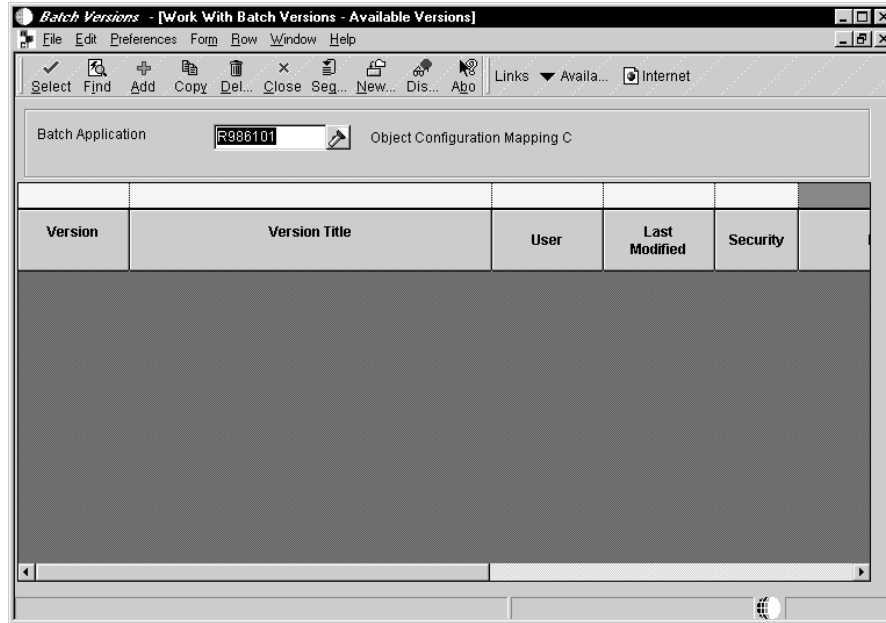 Batch Versions - [Work With Batch Versions - Available Versions]
File Edit Preferences Form Row Window Help
Select Find Add Copy Del... Close Seq... New... Dis... Abo Links Availa... Internet
Batch Application R986101 Object Configuration Mapping C
Version Version Title User Last Modified Security